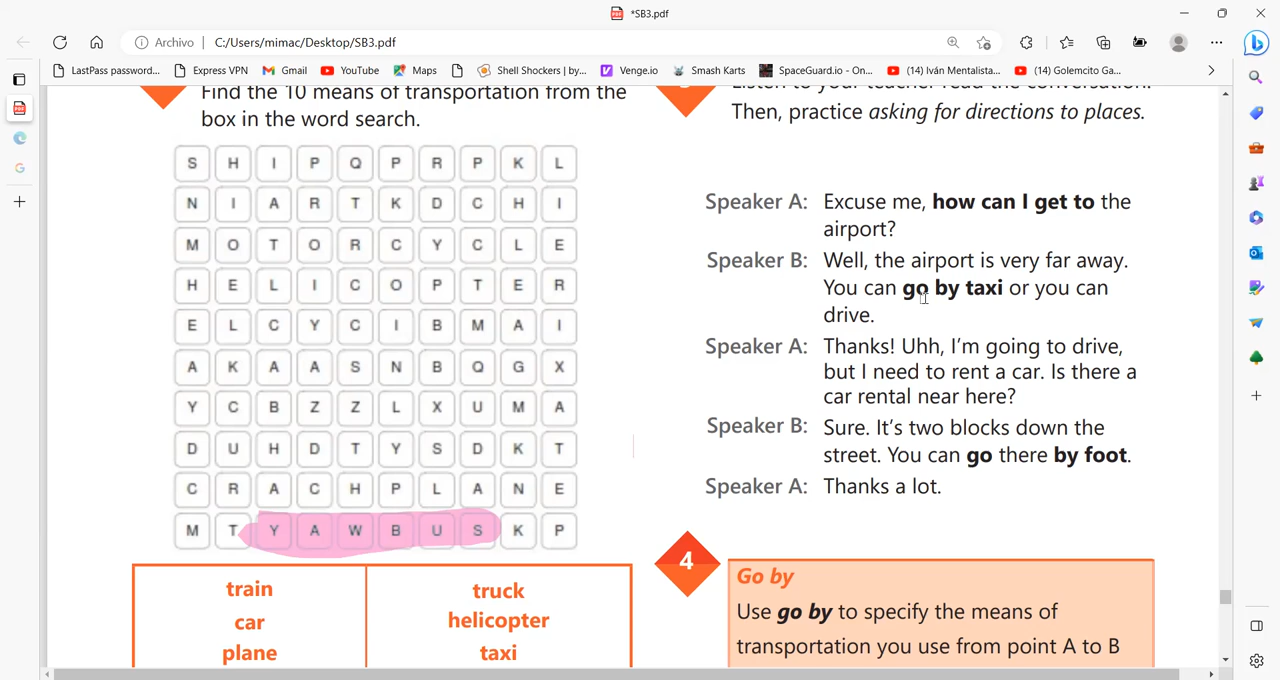 *SB3.pdf
Archivo | C:/Users/mimac/Desktop/SB3.pdf
LastPass password... Express VPN Gmail YouTube Maps Shell Shockers | by... Venge.io Smash Karts SpaceGuard.io - On... (14) Iván Mentalista... (14) Golemcito Ga...
Find the 10 means of transportation from the
box in the word search.
S H I P Q P R P K L
N I A R T K D C H I
M O T O R C Y C L E
H E L I C O P T E R
E L C Y C I B M A I
A K A A S N B Q G X
Y C B Z Z L X U M A
D U H D T Y S D K T
C R A C H P L A N E
M T Y A W B U S K P
train
car
plane
truck
helicopter
taxi
Then, practice asking for directions to places.
Speaker A: Excuse me, how can I get to the
airport?
Speaker B: Well, the airport is very far away.
You can go by taxi or you can
drive.
Speaker A: Thanks! Uhh, I'm going to drive,
but I need to rent a car. Is there a
car rental near here?
Speaker B: Sure. It's two blocks down the
street. You can go there by foot.
Speaker A: Thanks a lot.
4
Go by
Use go by to specify the means of
transportation you use from point A to B